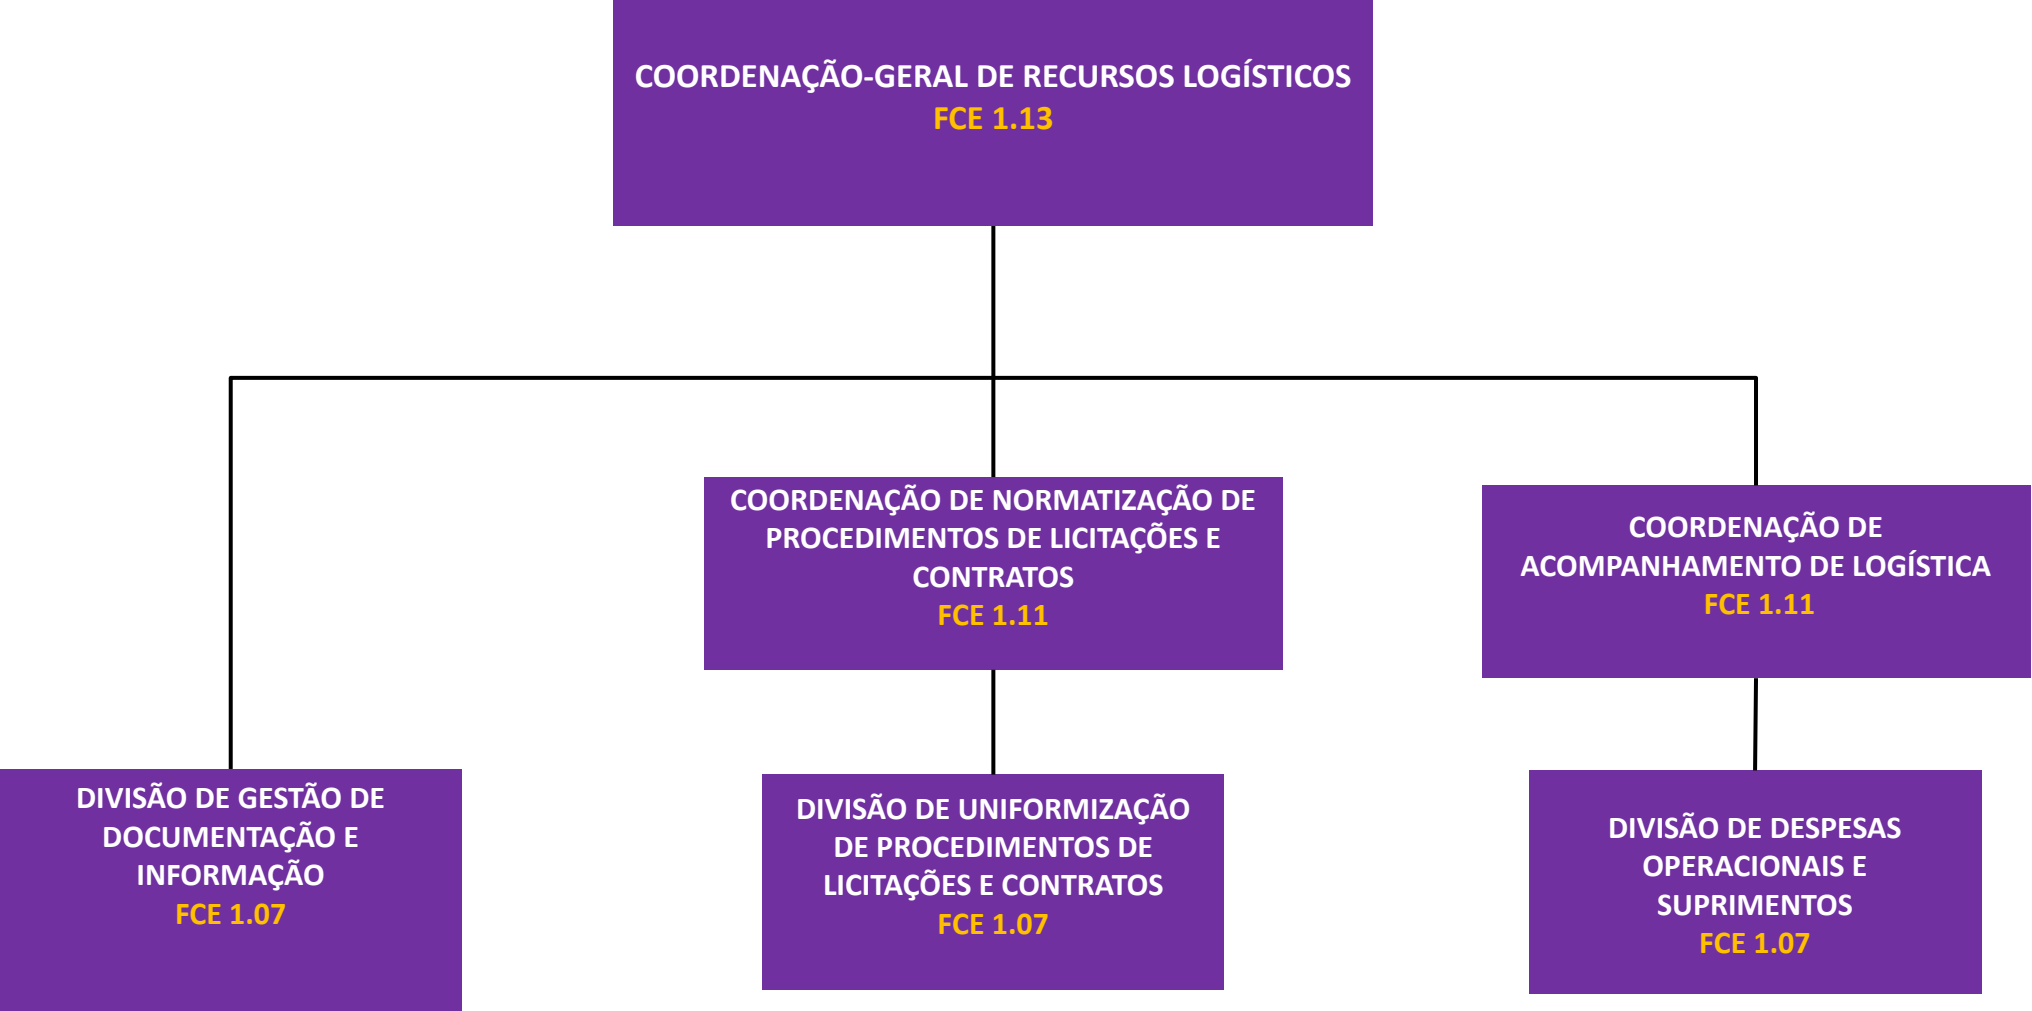 COORDENAÇÃO-GERAL DE RECURSOS LOGÍSTICOS
FCE 1.13
COORDENAÇÃO DE NORMATIZAÇÃO DE
PROCEDIMENTOS DE LICITAÇÕES E
CONTRATOS
FCE 1.11
COORDENAÇÃO DE
ACOMPANHAMENTO DE LOGÍSTICA
FCE 1.11
DIVISÃO DE GESTÃO DE
DOCUMENTAÇÃO E
INFORMAÇÃO
FCE 1.07
DIVISÃO DE UNIFORMIZAÇÃO
DE PROCEDIMENTOS DE
LICITAÇÕES E CONTRATOS
FCE 1.07
DIVISÃO DE DESPESAS
OPERACIONAIS E
SUPRIMENTOS
FCE 1.07